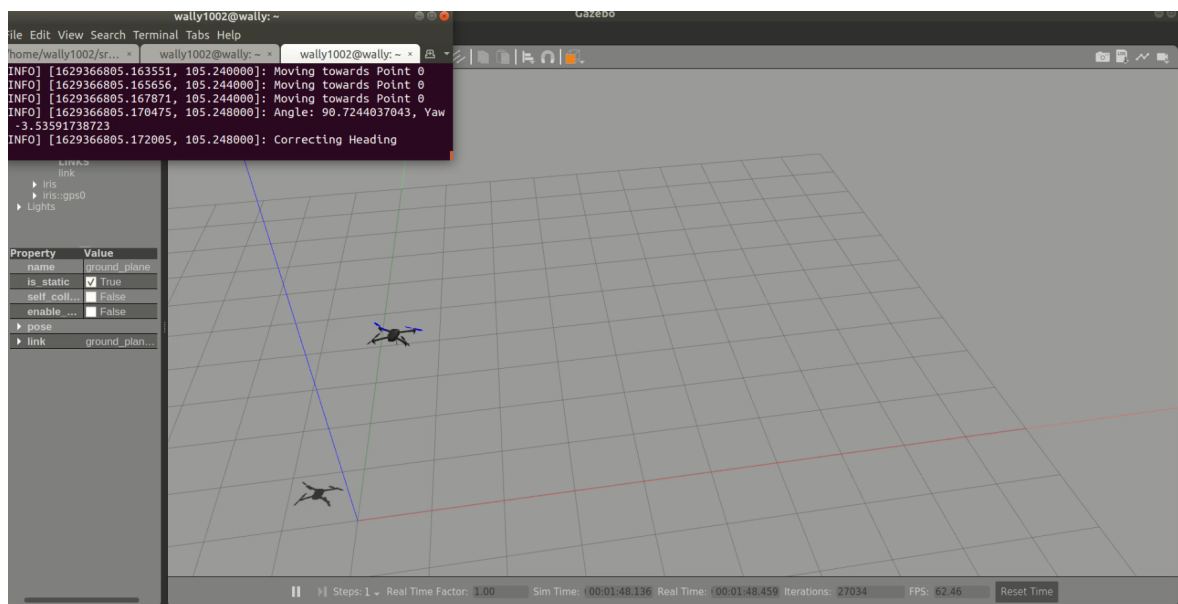 wally1002@wally: ~
Gazebo
File Edit View Search Terminal Tabs Help
/home/wally1002/sr... ×
wally1002@wally: ~ ×
wally1002@wally: ~ ×
INFO] [1629366805.163551, 105.240000]: Moving towards Point 0
INFO] [1629366805.165656, 105.244000]: Moving towards Point 0
INFO] [1629366805.167871, 105.244000]: Moving towards Point 0
INFO] [1629366805.170475, 105.248000]: Angle: 90.7244037043, Yaw
-3.53591738723
INFO] [1629366805.172005, 105.248000]: Correcting Heading
LINKS
link
iris
iris::gps0
Lights
Property Value
name ground_plane
is_static True
self_coll... False
enable_... False
pose
link ground_plan...
Steps: 1 Real Time Factor: 1.00 Sim Time: 00:01:48.136 Real Time: 00:01:48.459 Iterations: 27034 FPS: 62.46 Reset Time